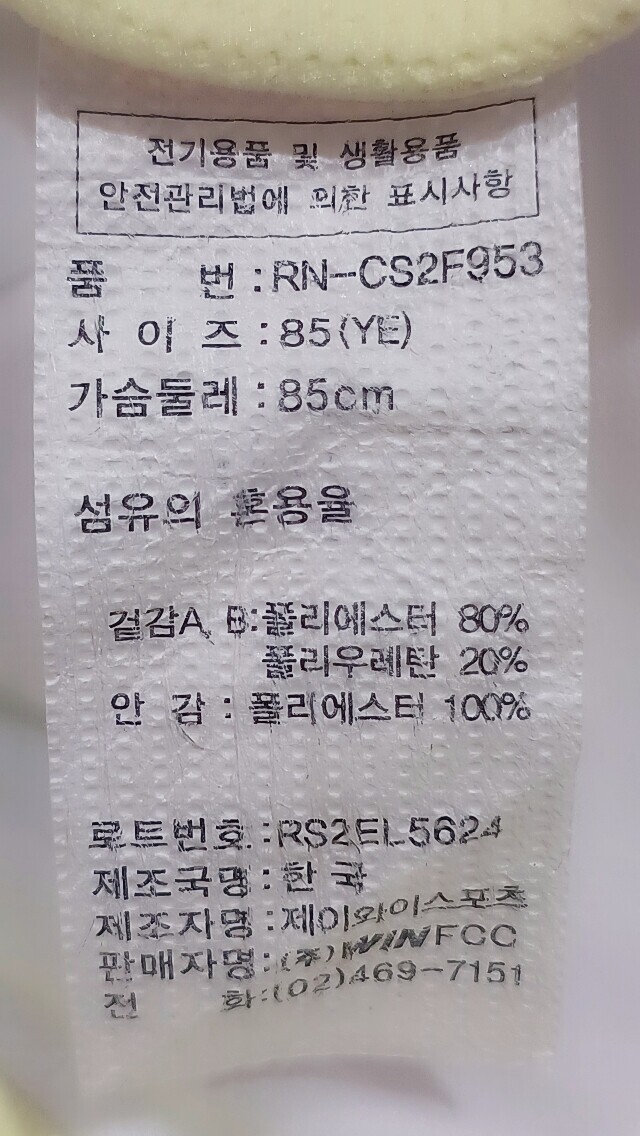 전기용품 및 생활용품
안전관리법에 의한 표시사항
품 번 : RN-CS2F953
사 이 즈 : 85(YE)
가슴둘레 : 85cm
섬유의 혼용율
겉감A, B:폴리에스터 80%
폴리우레탄 20%
안 감 : 폴리에스터 100%
로트번호 : RS2EL5624
제조국명 : 한 국
제조자명 : 제이와이스포츠
판매자명 : (주)WINFCC
전 화 : (02)469-7151